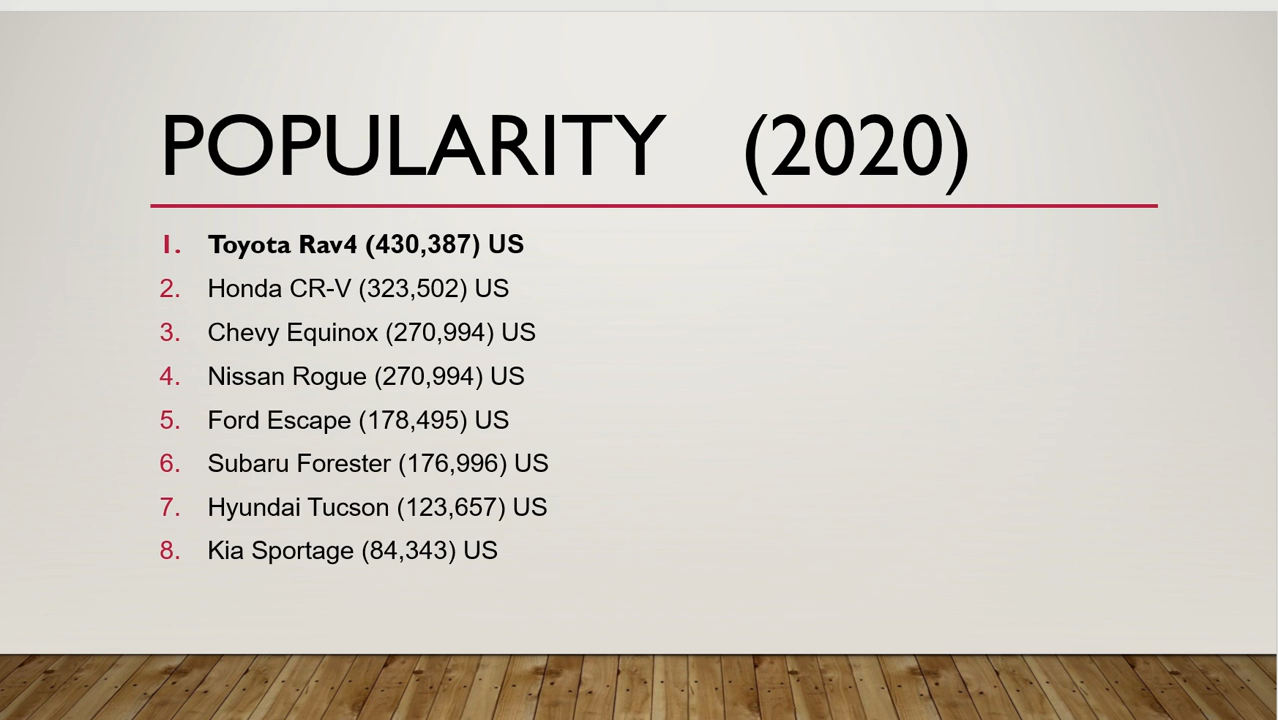 POPULARITY (2020)
1. Toyota Rav4 (430,387) US
2. Honda CR-V (323,502) US
3. Chevy Equinox (270,994) US
4. Nissan Rogue (270,994) US
5. Ford Escape (178,495) US
6. Subaru Forester (176,996) US
7. Hyundai Tucson (123,657) US
8. Kia Sportage (84,343) US